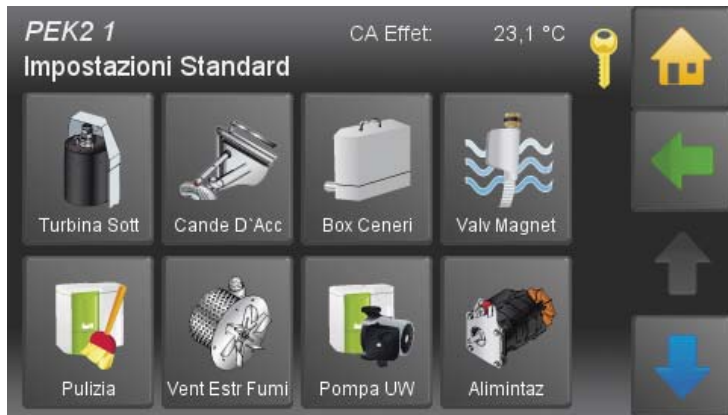 PEK2 1 CA Effet: 23,1 °C
Impostazioni Standard
Turbina Sott Cande D`Acc Box Ceneri Valv Magnet
Pulizia Vent Estr Fumi Pompa UW Alimintaz